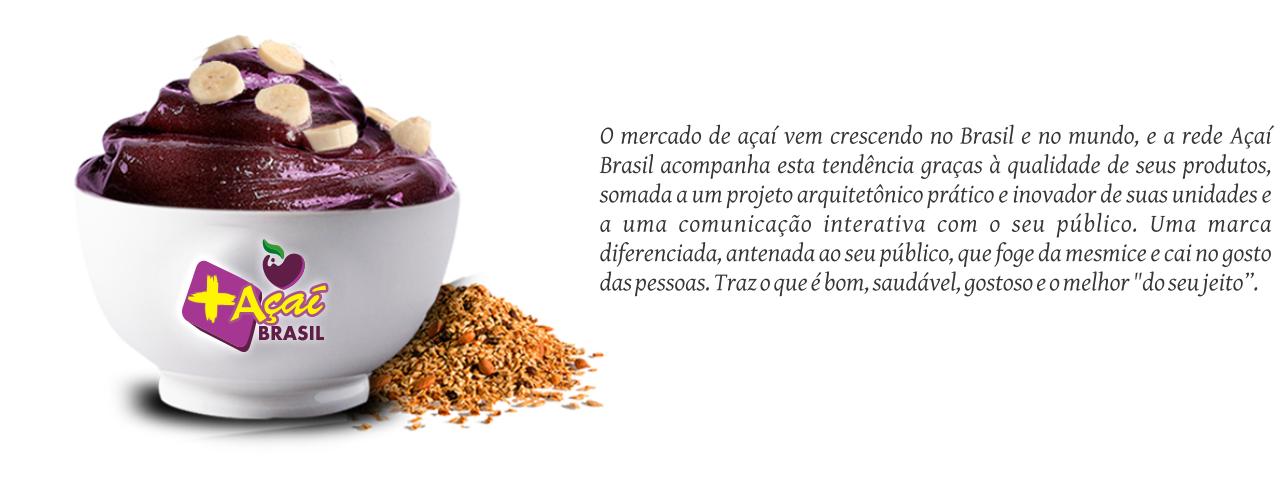 +Açaí
BRASIL
O mercado de açaí vem crescendo no Brasil e no mundo, e a rede Açaí
Brasil acompanha esta tendência graças à qualidade de seus produtos,
somada a um projeto arquitetônico prático e inovador de suas unidades e
a uma comunicação interativa com o seu público. Uma marca
diferenciada, antenada ao seu público, que foge da mesmice e cai no gosto
das pessoas. Traz o que é bom, saudável, gostoso e o melhor "do seu jeito”.